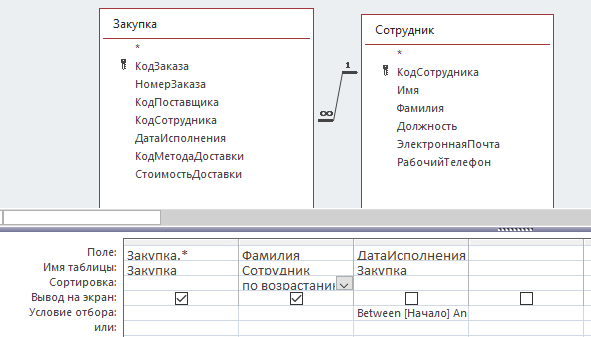 Закупка
*
КодЗаказа
НомерЗаказа
КодПоставщика
КодСотрудника
ДатаИсполнения
КодМетодаДоставки
СтоимостьДоставки
∞
1
Сотрудник
*
КодСотрудника
Имя
Фамилия
Должность
ЭлектроннаяПочта
РабочийТелефон
Поле: Закупка.* Фамилия ДатаИсполнения
Имя таблицы: Закупка Сотрудник Закупка
Сортировка: по возрастани
Вывод на экран:
Условие отбора: Between [Начало] An
или: